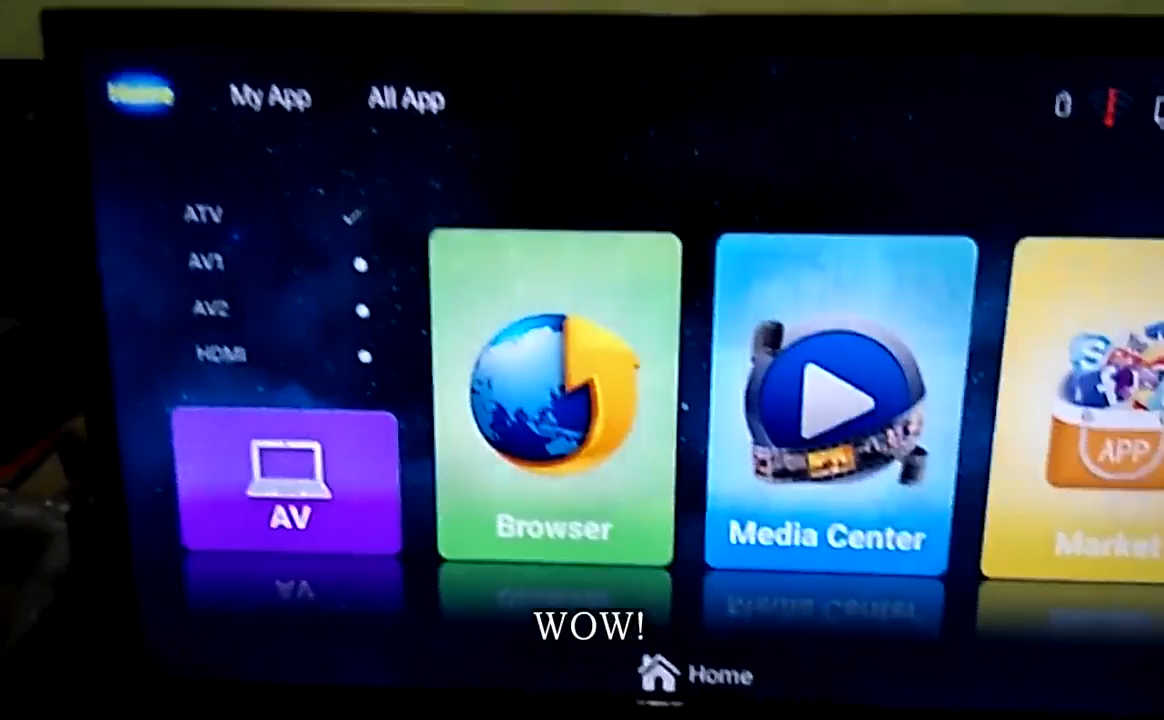 Home My App All App
ATV
AV1
AV2
HDMI
AV
Browser
Media Center
APP
Market
WOW!
Home